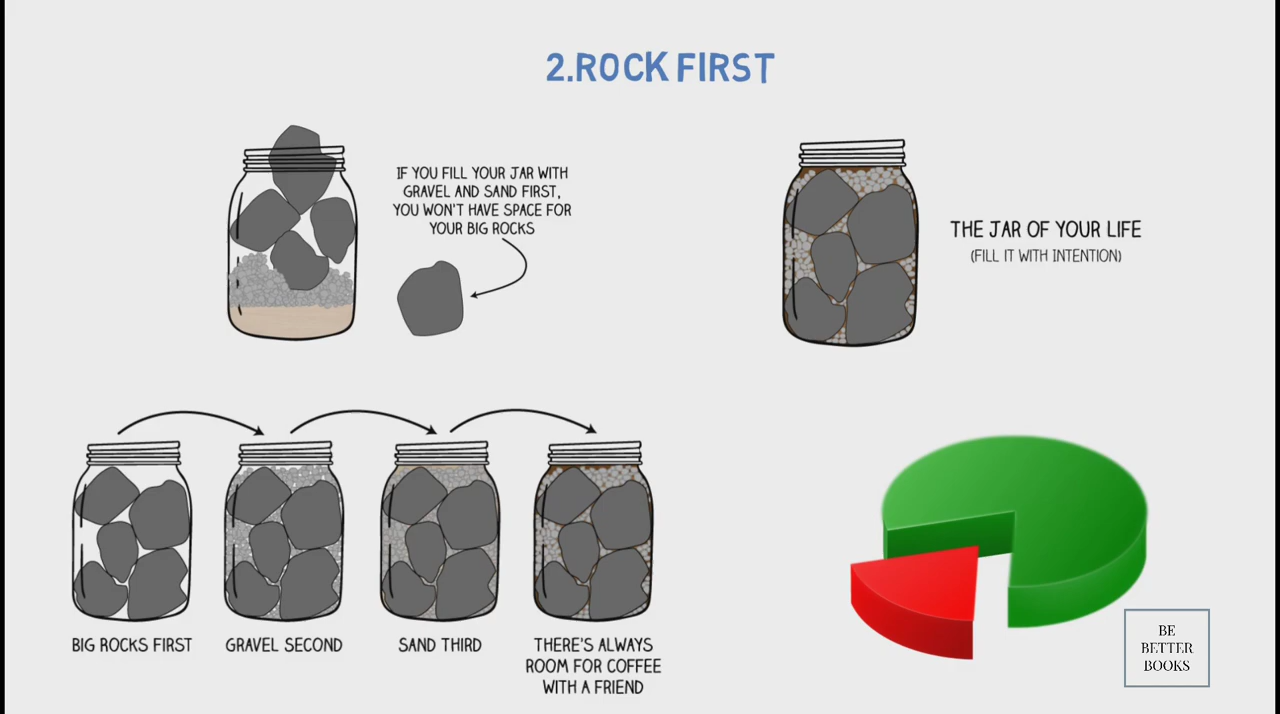 2.ROCK FIRST
IF YOU FILL YOUR JAR WITH
GRAVEL AND SAND FIRST,
YOU WON'T HAVE SPACE FOR
YOUR BIG ROCKS
THE JAR OF YOUR LIFE
(FILL IT WITH INTENTION)
BIG ROCKS FIRST
GRAVEL SECOND
SAND THIRD
THERE'S ALWAYS
ROOM FOR COFFEE
WITH A FRIEND
BE
BETTER
BOOKS